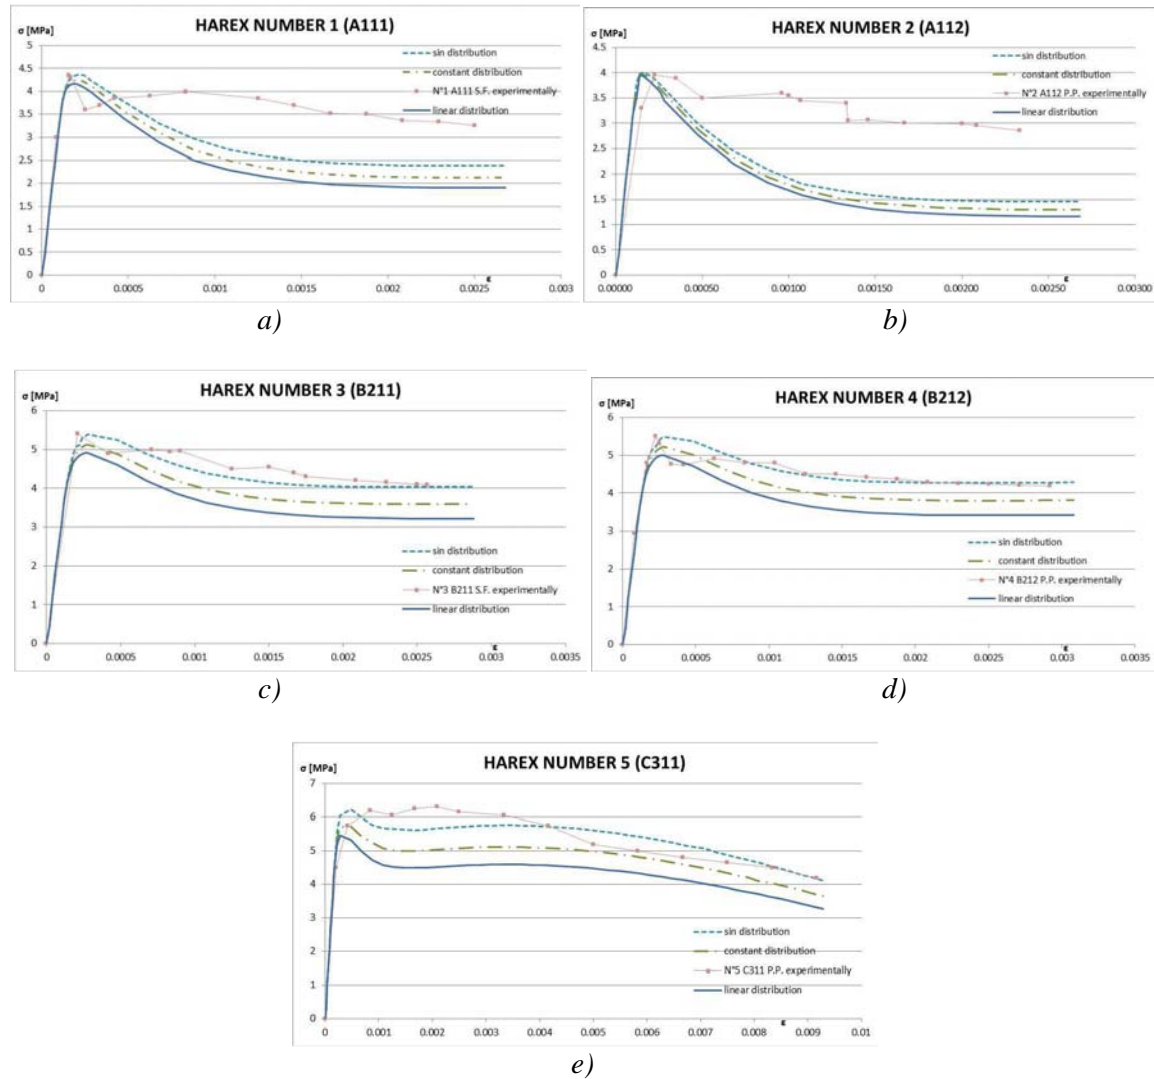 HAREX NUMBER 1 (A111)
σ [MPa]
5
4.5
4
3.5
3
2.5
2
1.5
1
0.5
0
0 0.0005 0.001 0.0015 0.002 0.0025 0.003
ε
sin distribution
constant distribution
N°1 A111 S.F. experimentally
linear distribution
a)
HAREX NUMBER 2 (A112)
σ [MPa]
4.5
4
3.5
3
2.5
2
1.5
1
0.5
0
0.00000 0.00050 0.00100 0.00150 0.00200 0.00250 0.00300
ε
sin distribution
constant distribution
N°2 A112 P.P. experimentally
linear distribution
b)
HAREX NUMBER 3 (B211)
σ [MPa]
6
5
4
3
2
1
0
0 0.0005 0.001 0.0015 0.002 0.0025 0.003 0.0035
ε
sin distribution
constant distribution
N°3 B211 S.F. experimentally
linear distribution
c)
HAREX NUMBER 4 (B212)
σ [MPa]
6
5
4
3
2
1
0
0 0.0005 0.001 0.0015 0.002 0.0025 0.003 0.0035
ε
sin distribution
constant distribution
N°4 B212 P.P. experimentally
linear distribution
d)
HAREX NUMBER 5 (C311)
σ [MPa]
7
6
5
4
3
2
1
0
0 0.001 0.002 0.003 0.004 0.005 0.006 0.007 0.008 0.009 0.01
ε
sin distribution
constant distribution
N°5 C311 P.P. experimentally
linear distribution
e)